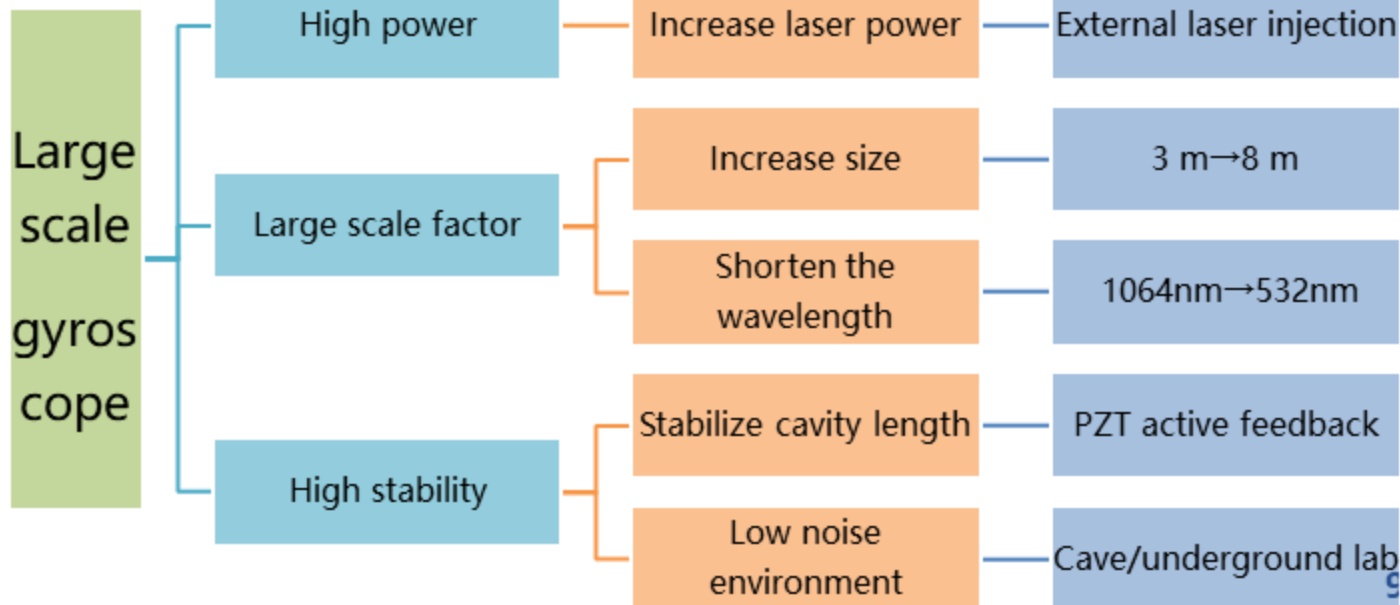 Large
scale
gyros
cope
High power
Increase laser power
External laser injection
Large scale factor
Increase size
3 m→8 m
Shorten the
wavelength
1064nm→532nm
High stability
Stabilize cavity length
PZT active feedback
Low noise
environment
Cave/underground lab
9